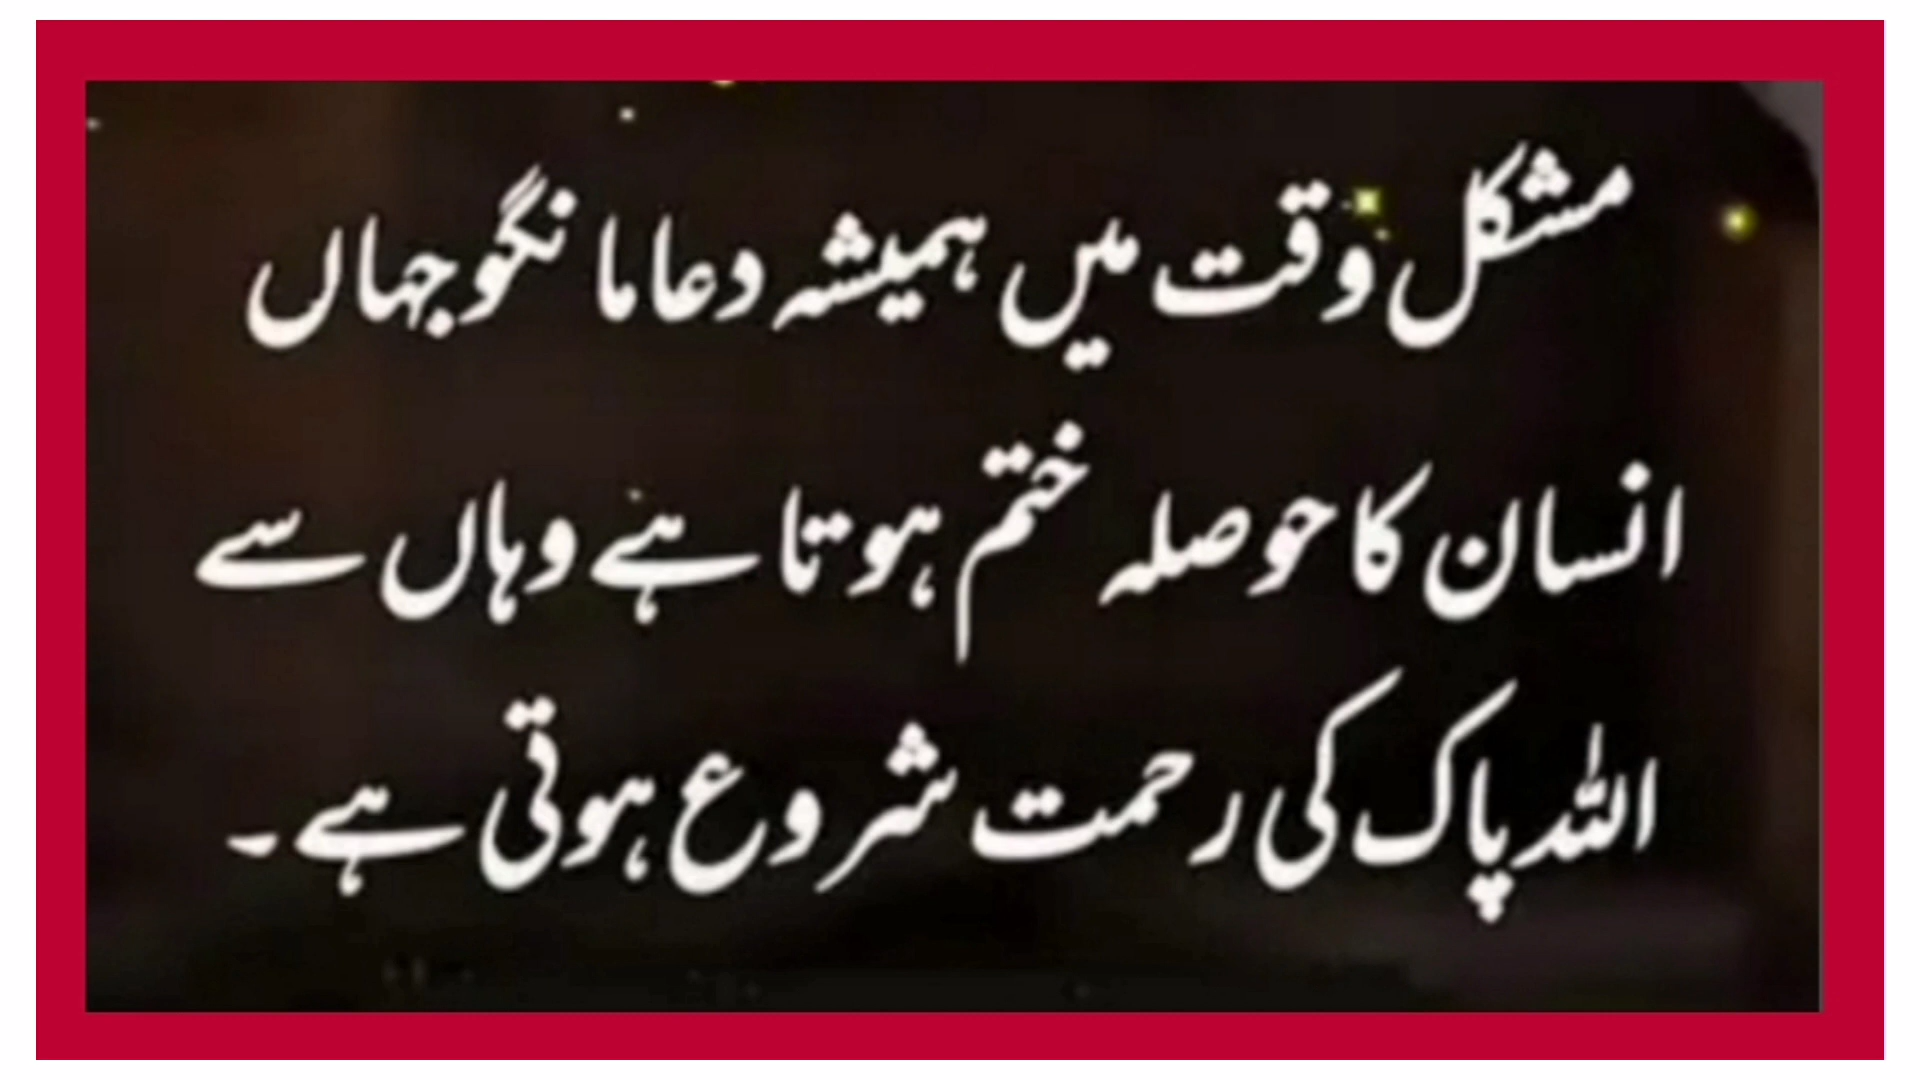 مشکل وقت میں ہمیشہ دعا مانگو جہاں
انسان کا حوصلہ ختم ہوتا ہے وہاں سے
اللہ پاک کی رحمت شروع ہوتی ہے۔